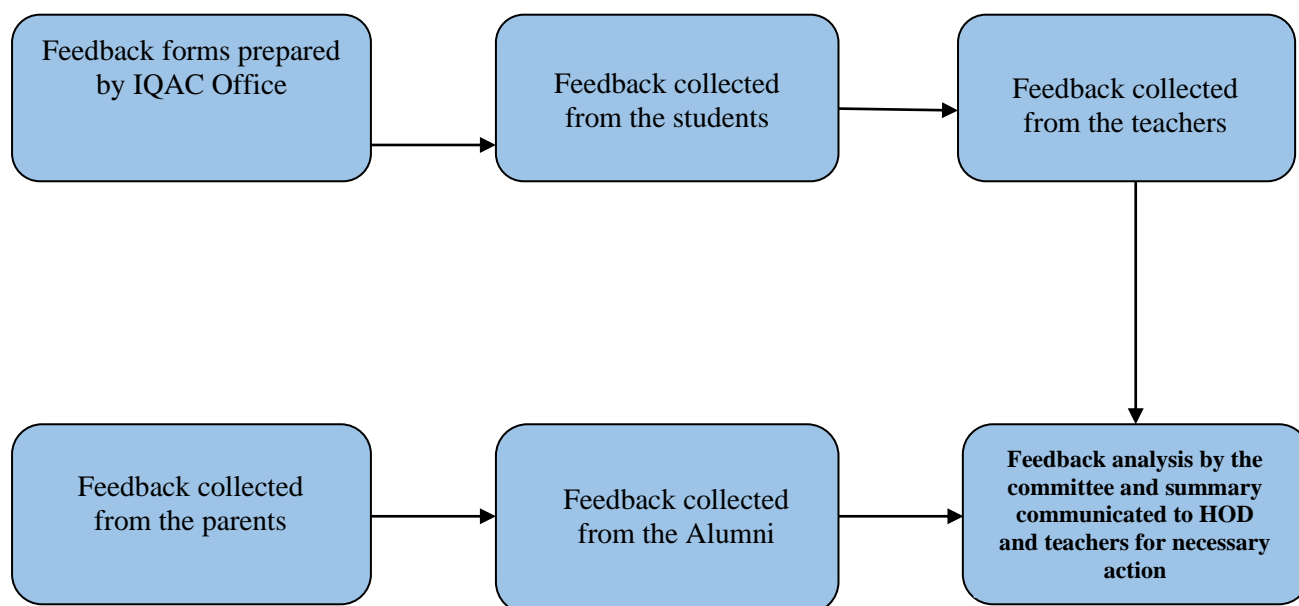 Feedback forms prepared
by IQAC Office
Feedback collected
from the students
Feedback collected
from the teachers
Feedback collected
from the parents
Feedback collected
from the Alumni
Feedback analysis by the
committee and summary
communicated to HOD
and teachers for necessary
action